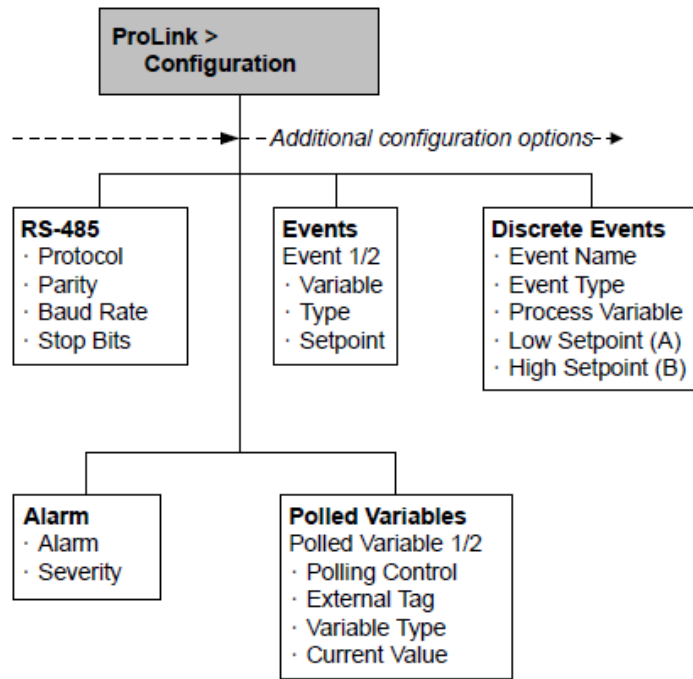 ProLink >
Configuration
Additional configuration options
RS-485
· Protocol
· Parity
· Baud Rate
· Stop Bits
Events
Event 1/2
· Variable
· Type
· Setpoint
Discrete Events
· Event Name
· Event Type
· Process Variable
· Low Setpoint (A)
· High Setpoint (B)
Alarm
· Alarm
· Severity
Polled Variables
Polled Variable 1/2
· Polling Control
· External Tag
· Variable Type
· Current Value